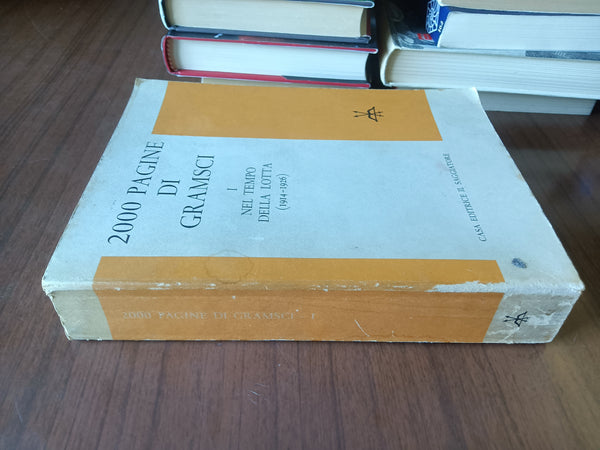 2000 PAGINE
DI
GRAMSCI
I
NEL TEMPO
DELLA LOTTA
(1914-1926)
CASA EDITRICE IL SAGGIATORE
2000 PAGINE DI GRAMSCI - I